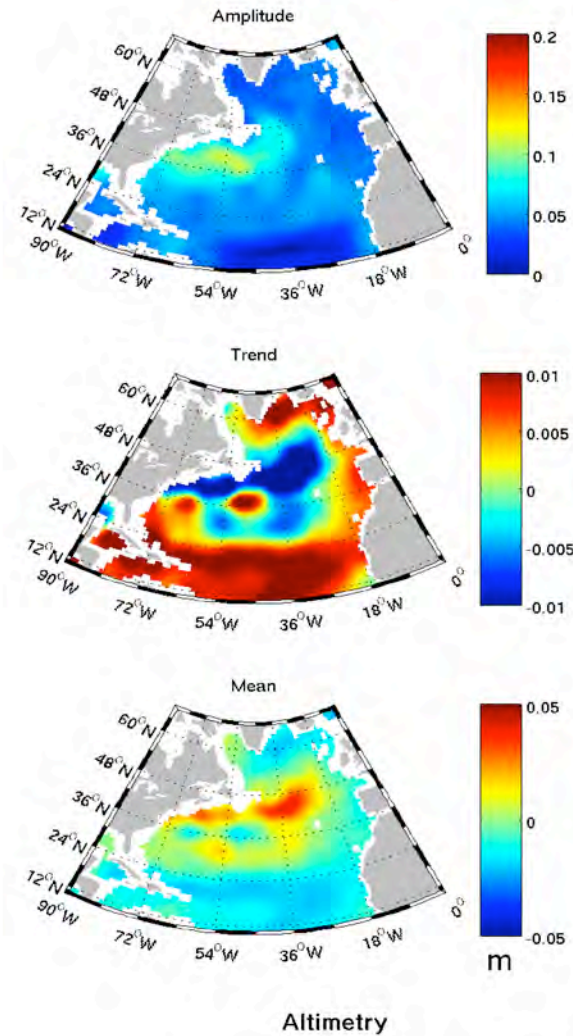 Amplitude
60°N
48°N
36°N
24°N
12°N
90°W
72°W
54°W
36°W
18°W
0°
0.2
0.15
0.1
0.05
0
Trend
60°N
48°N
36°N
24°N
12°N
90°W
72°W
54°W
36°W
18°W
0°
0.01
0.005
0
-0.005
-0.01
Mean
60°N
48°N
36°N
24°N
12°N
90°W
72°W
54°W
36°W
18°W
0°
0.05
0
-0.05
m
Altimetry